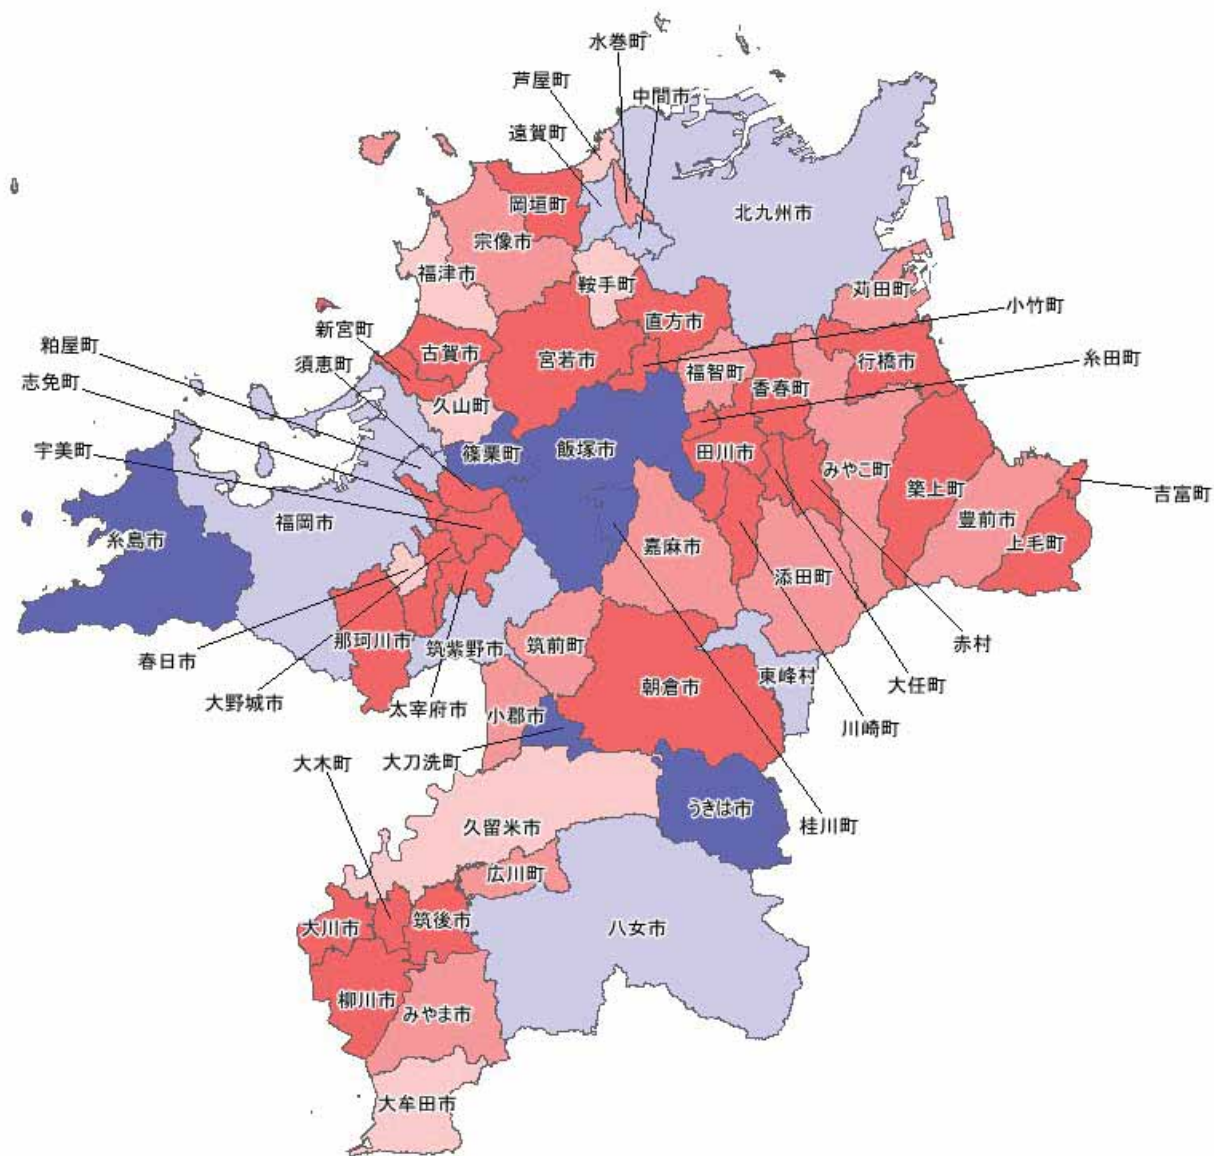 水巻町
芦屋町
中間市
遠賀町
岡垣町
北九州市
宗像市
福津市
鞍手町
苅田町
小竹町
新宮町
直方市
粕屋町
古賀市
宮若市
行橋市
糸田町
須恵町
福智町
志免町
香春町
久山町
宇美町
篠栗町
飯塚市
田川市
みやこ町
築上町
吉富町
福岡市
豊前市
糸島市
嘉麻市
上毛町
添田町
那珂川市
筑紫野市
筑前町
赤村
春日市
東峰村
朝倉市
大任町
大野城市
太宰府市
小郡市
川崎町
大木町
大刀洗町
うきは市
久留米市
桂川町
広川町
大川市
筑後市
八女市
柳川市
みやま市
大牟田市